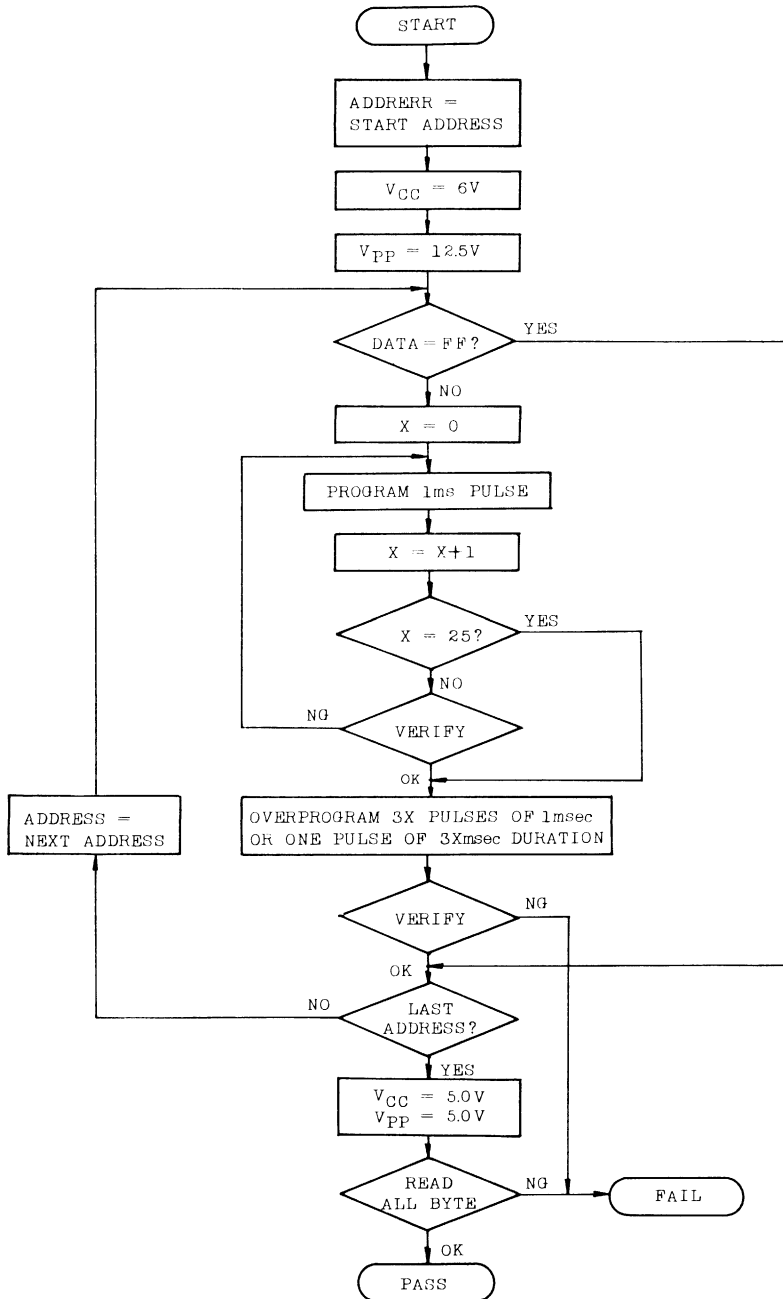 START
ADDRERR =
START ADDRESS
VCC = 6V
VPP = 12.5V
DATA = FF?
YES
NO
X = 0
PROGRAM 1ms PULSE
X = X+1
X = 25?
YES
NO
NG
VERIFY
OK
ADDRESS =
NEXT ADDRESS
OVERPROGRAM 3X PULSES OF 1msec
OR ONE PULSE OF 3Xmsec DURATION
VERIFY
NG
OK
NO
LAST
ADDRESS?
YES
VCC = 5.0V
VPP = 5.0V
READ
ALL BYTE
NG
FAIL
OK
PASS